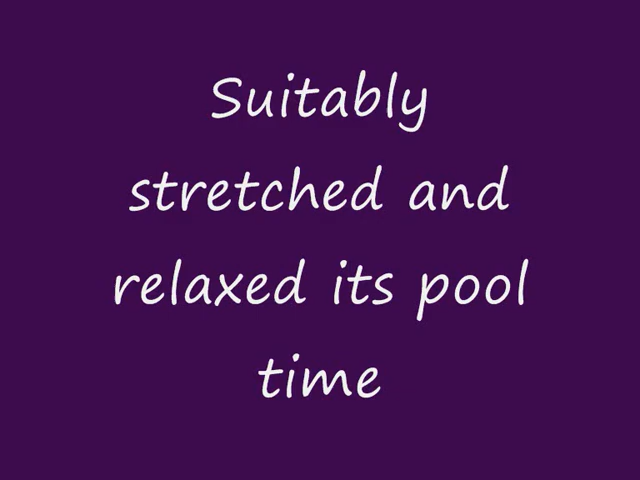 Suitably
stretched and
relaxed its pool
time